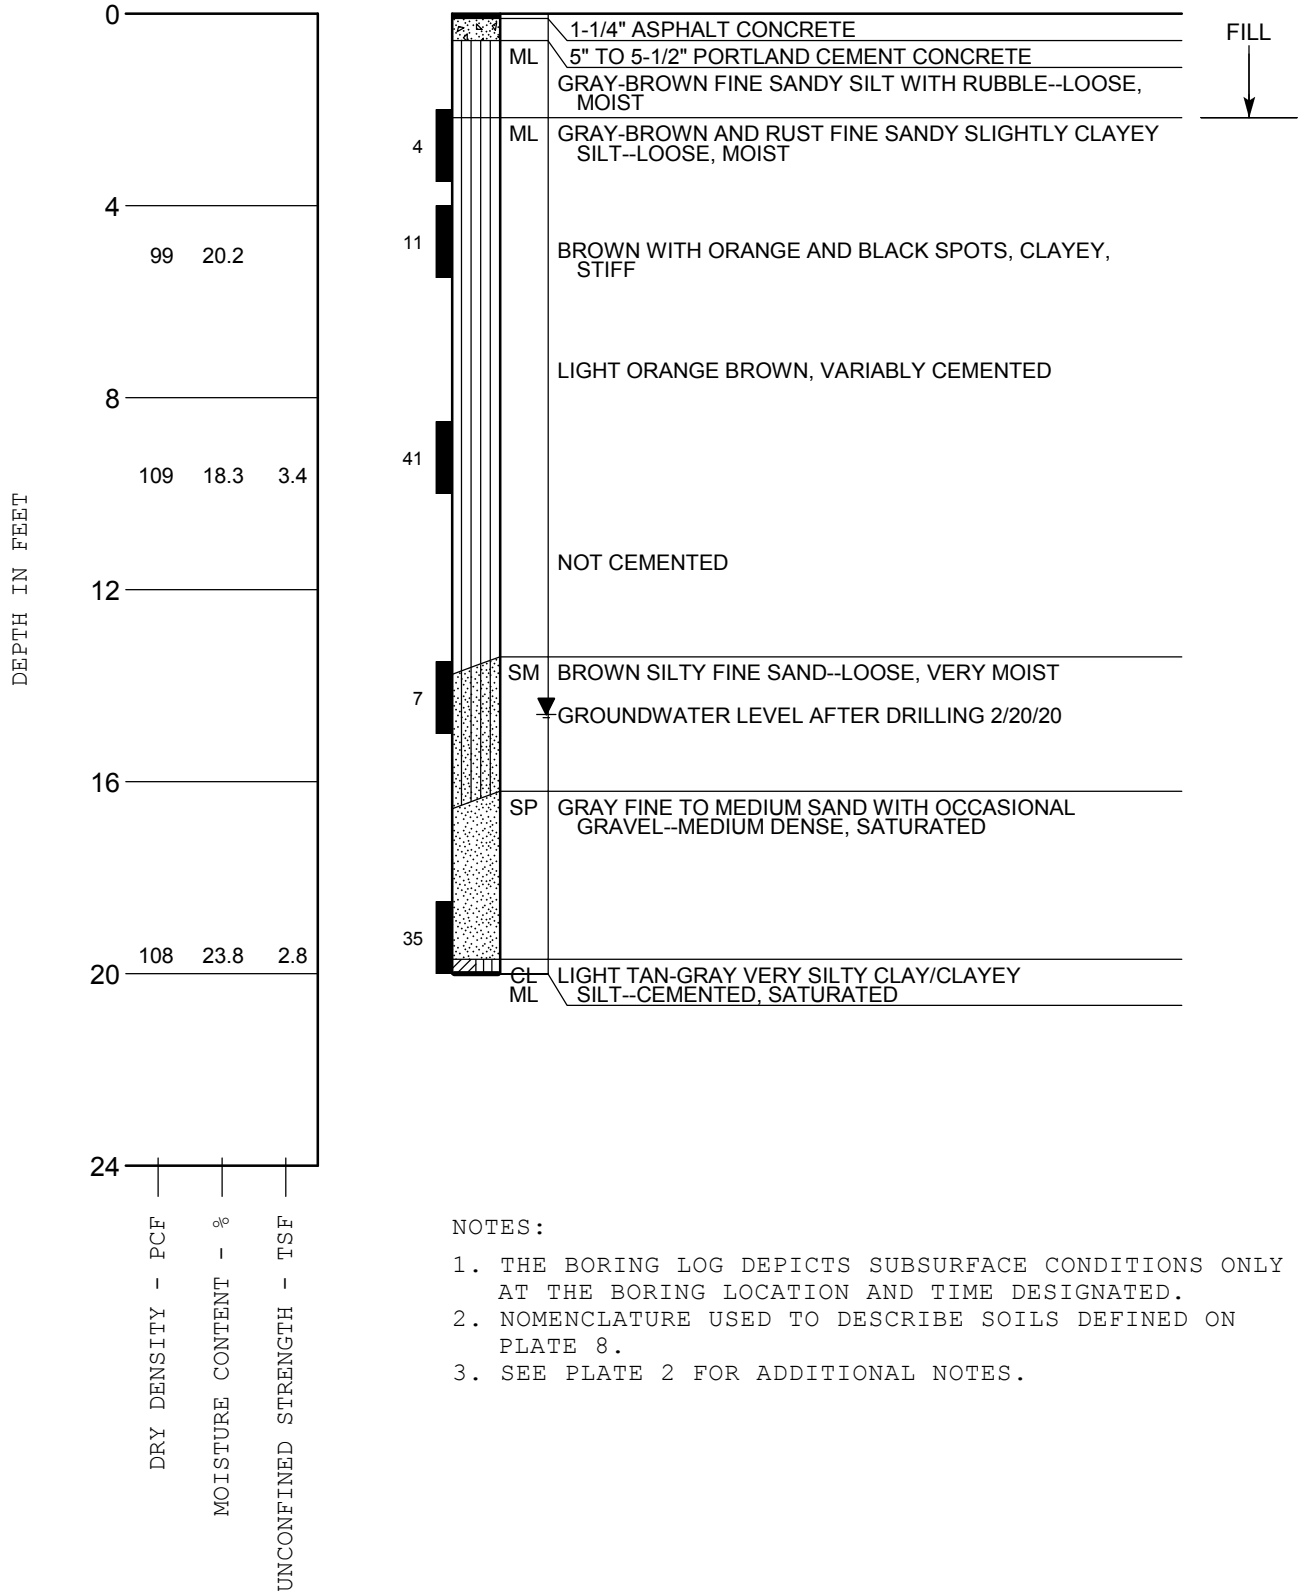 0
1-1/4" ASPHALT CONCRETE
FILL
ML
5" TO 5-1/2" PORTLAND CEMENT CONCRETE
GRAY-BROWN FINE SANDY SILT WITH RUBBLE--LOOSE,
MOIST
4
ML
GRAY-BROWN AND RUST FINE SANDY SLIGHTLY CLAYEY
SILT--LOOSE, MOIST
4
99 20.2
11
BROWN WITH ORANGE AND BLACK SPOTS, CLAYEY,
STIFF
LIGHT ORANGE BROWN, VARIABLY CEMENTED
8
109 18.3 3.4
41
NOT CEMENTED
12
DEPTH IN FEET
SM
BROWN SILTY FINE SAND--LOOSE, VERY MOIST
7
GROUNDWATER LEVEL AFTER DRILLING 2/20/20
16
SP
GRAY FINE TO MEDIUM SAND WITH OCCASIONAL
GRAVEL--MEDIUM DENSE, SATURATED
108 23.8 2.8
35
20
CL
LIGHT TAN-GRAY VERY SILTY CLAY/CLAYEY
ML
SILT--CEMENTED, SATURATED
24
DRY DENSITY - PCF
MOISTURE CONTENT - %
UNCONFINED STRENGTH - TSF
NOTES:
1. THE BORING LOG DEPICTS SUBSURFACE CONDITIONS ONLY
AT THE BORING LOCATION AND TIME DESIGNATED.
2. NOMENCLATURE USED TO DESCRIBE SOILS DEFINED ON
PLATE 8.
3. SEE PLATE 2 FOR ADDITIONAL NOTES.